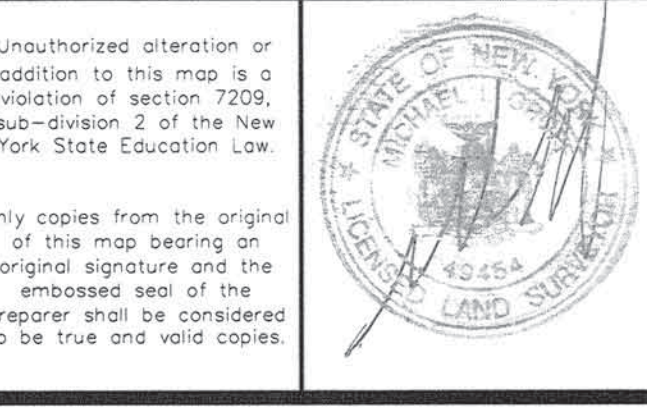 Unauthorized alteration or
addition to this map is a
violation of section 7209,
sub-division 2 of the New
York State Education Law.
nly copies from the original
of this map bearing an
original signature and the
embossed seal of the
reparer shall be considered
o be true and valid copies.
STATE OF NEW YORK
MICHAEL
49454
LICENSED LAND SURVEYOR